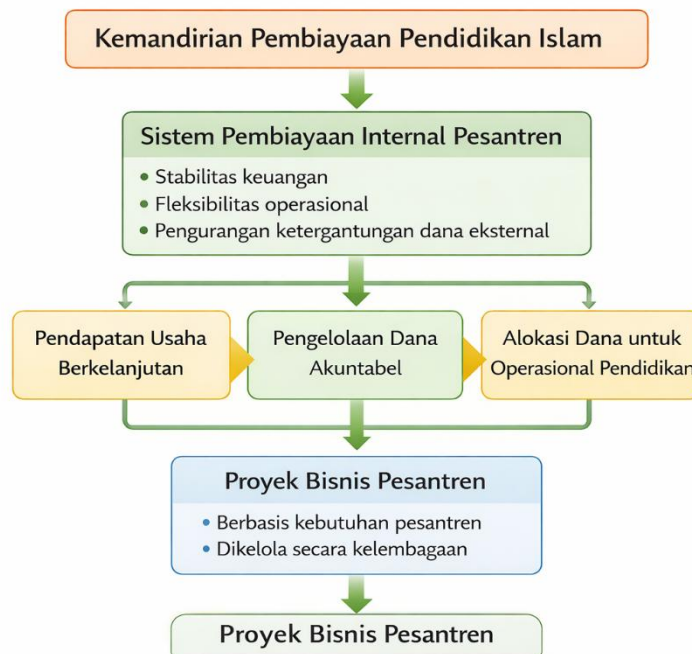 Kemandirian Pembiayaan Pendidikan Islam
Sistem Pembiayaan Internal Pesantren
• Stabilitas keuangan
• Fleksibilitas operasional
• Pengurangan ketergantungan dana eksternal
Pendapatan Usaha
Berkelanjutan
Pengelolaan Dana
Akuntabel
Alokasi Dana untuk
Operasional Pendidikan
Proyek Bisnis Pesantren
• Berbasis kebutuhan pesantren
• Dikelola secara kelembagaan
Proyek Bisnis Pesantren